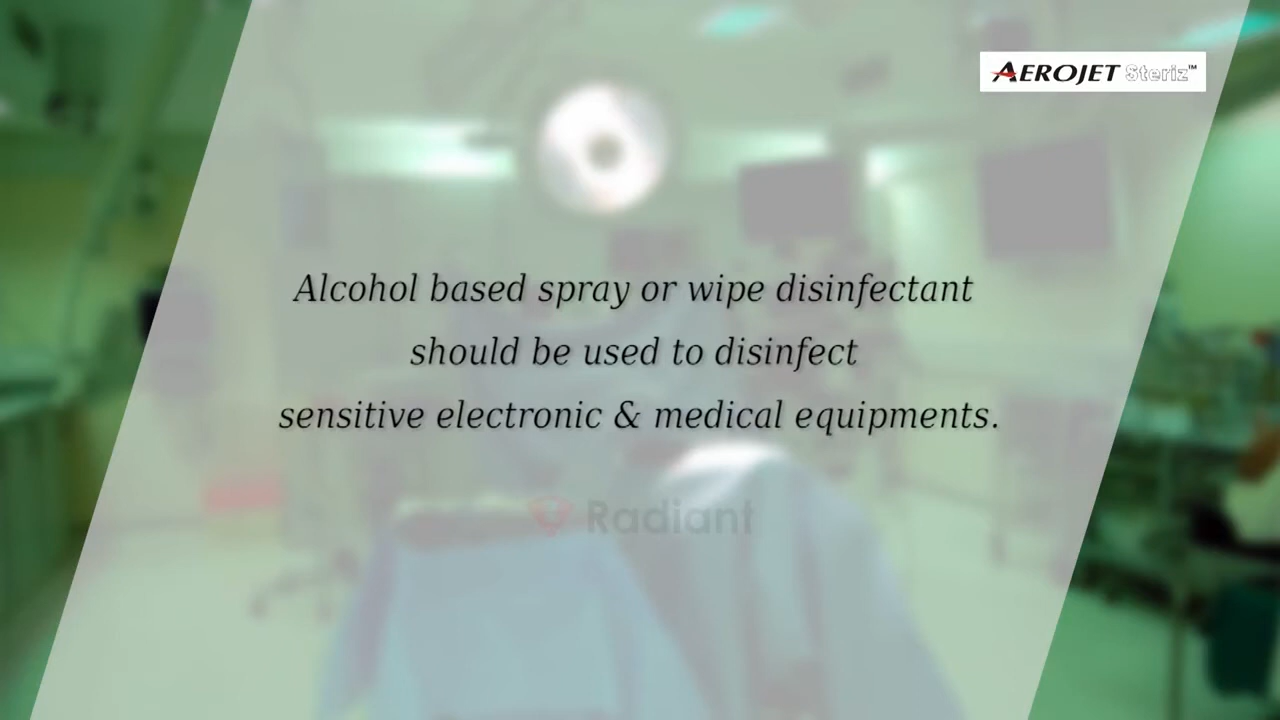 AEROJET Steriz™
Alcohol based spray or wipe disinfectant
should be used to disinfect
sensitive electronic & medical equipments.
Radiant